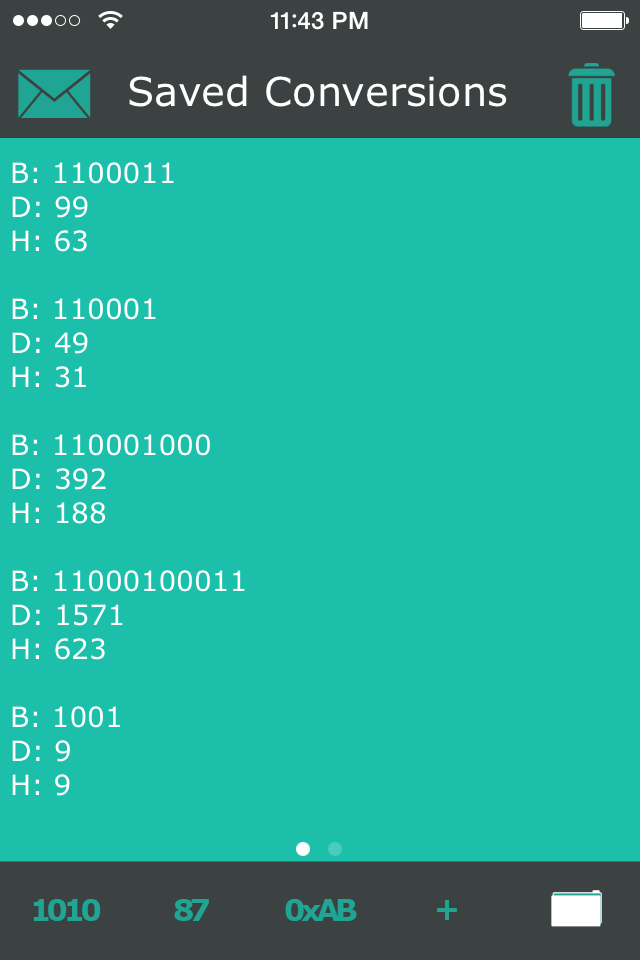 11:43 PM
Saved Conversions
B: 1100011
D: 99
H: 63
B: 110001
D: 49
H: 31
B: 110001000
D: 392
H: 188
B: 11000100011
D: 1571
H: 623
B: 1001
D: 9
H: 9
1010 87 0xAB +